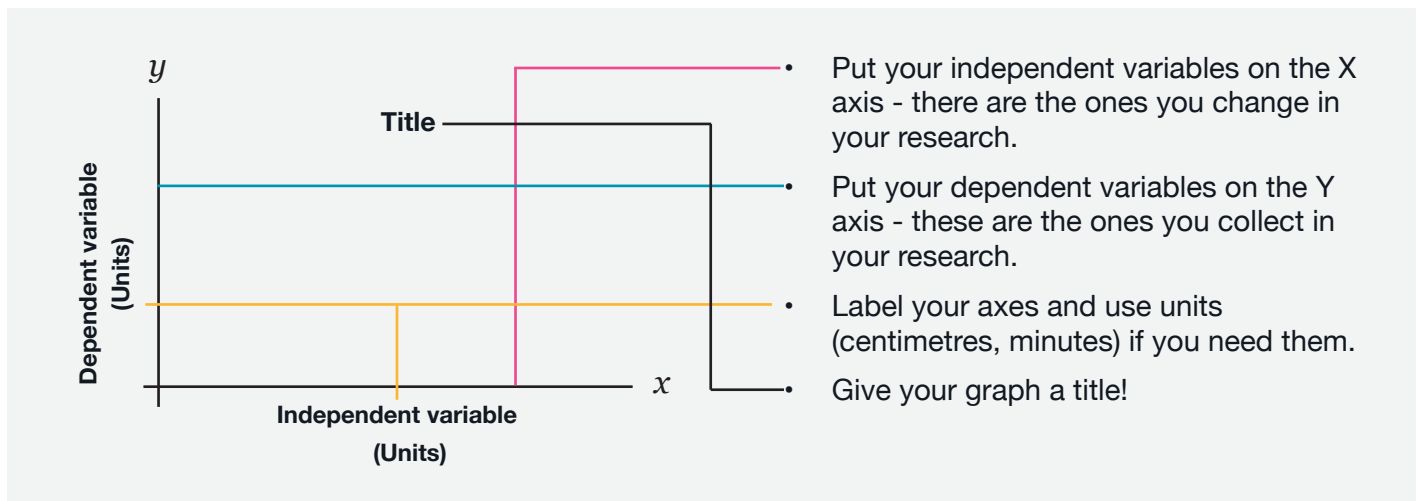 y
Title
Dependent variable
(Units)
x
Independent variable
(Units)
• Put your independent variables on the X
axis - there are the ones you change in
your research.
• Put your dependent variables on the Y
axis - these are the ones you collect in
your research.
• Label your axes and use units
(centimetres, minutes) if you need them.
• Give your graph a title!